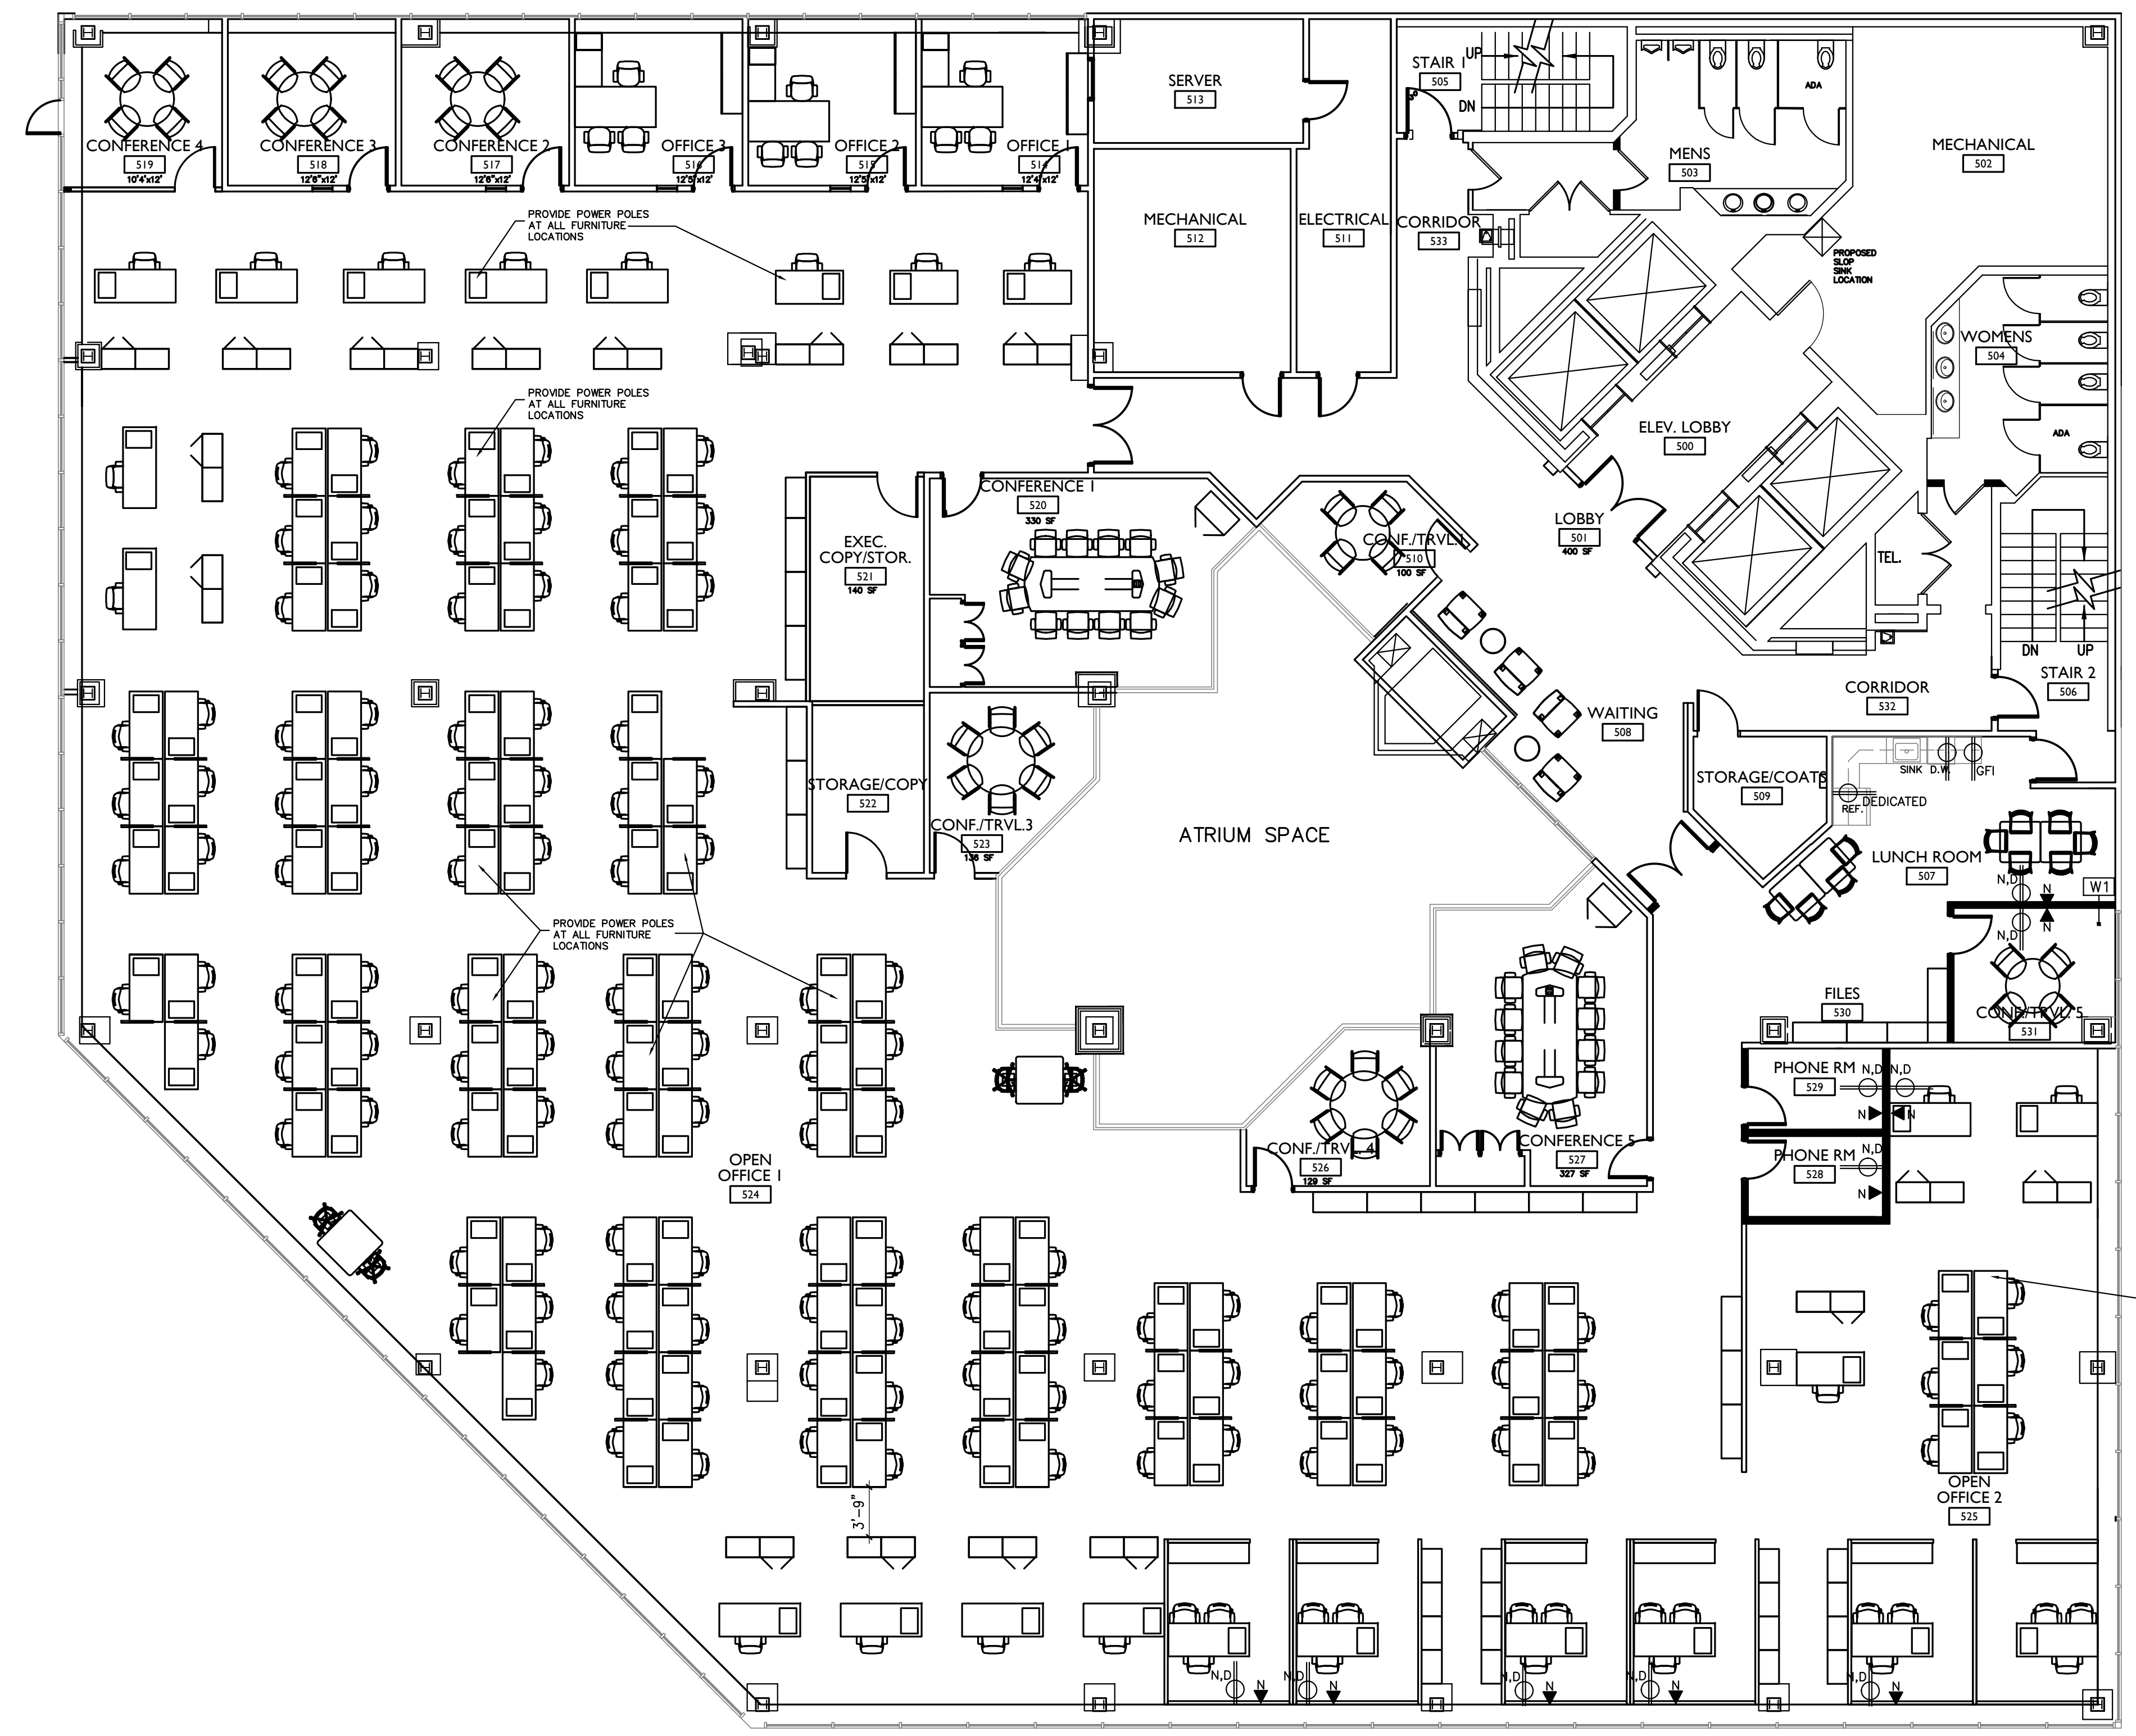 CONFERENCE 4
519
10'4"x12'
CONFERENCE 3
518
12'6"x12'
CONFERENCE 2
517
12'6"x12'
OFFICE 3
516
12'5"x12'
OFFICE 2
515
12'5"x12'
OFFICE 1
514
12'4"x12'
SERVER
513
STAIR 1
505
UP
DN
ADA
MENS
503
MECHANICAL
502
MECHANICAL
512
ELECTRICAL
511
CORRIDOR
533
PROVIDE POWER POLES
AT ALL FURNITURE
LOCATIONS
PROPOSED
SLOP
SINK
LOCATION
WOMENS
504
ADA
PROVIDE POWER POLES
AT ALL FURNITURE
LOCATIONS
ELEV. LOBBY
500
CONFERENCE 1
520
330 SF
EXEC.
COPY/STOR.
521
140 SF
CONF./TRVL.1
510
100 SF
LOBBY
501
400 SF
TEL.
DN
UP
STAIR 2
506
CORRIDOR
532
WAITING
508
STORAGE/COATS
509
SINK
D.W.
GFI
REF.
DEDICATED
STORAGE/COPY
522
CONF./TRVL.3
523
136 SF
ATRIUM SPACE
LUNCH ROOM
507
N,D
N
W1
N,D
N
PROVIDE POWER POLES
AT ALL FURNITURE
LOCATIONS
FILES
530
CONF./TRVL. 5
531
PHONE RM
529
N,D
N,D
N
N
PHONE RM
528
N,D
N
OPEN
OFFICE 1
524
CONF./TRVL. 4
526
129 SF
CONFERENCE 5
527
327 SF
OPEN
OFFICE 2
525
3'-9"
N,D
N
N,D
N
N,D
N
N,D
N
N,D
N